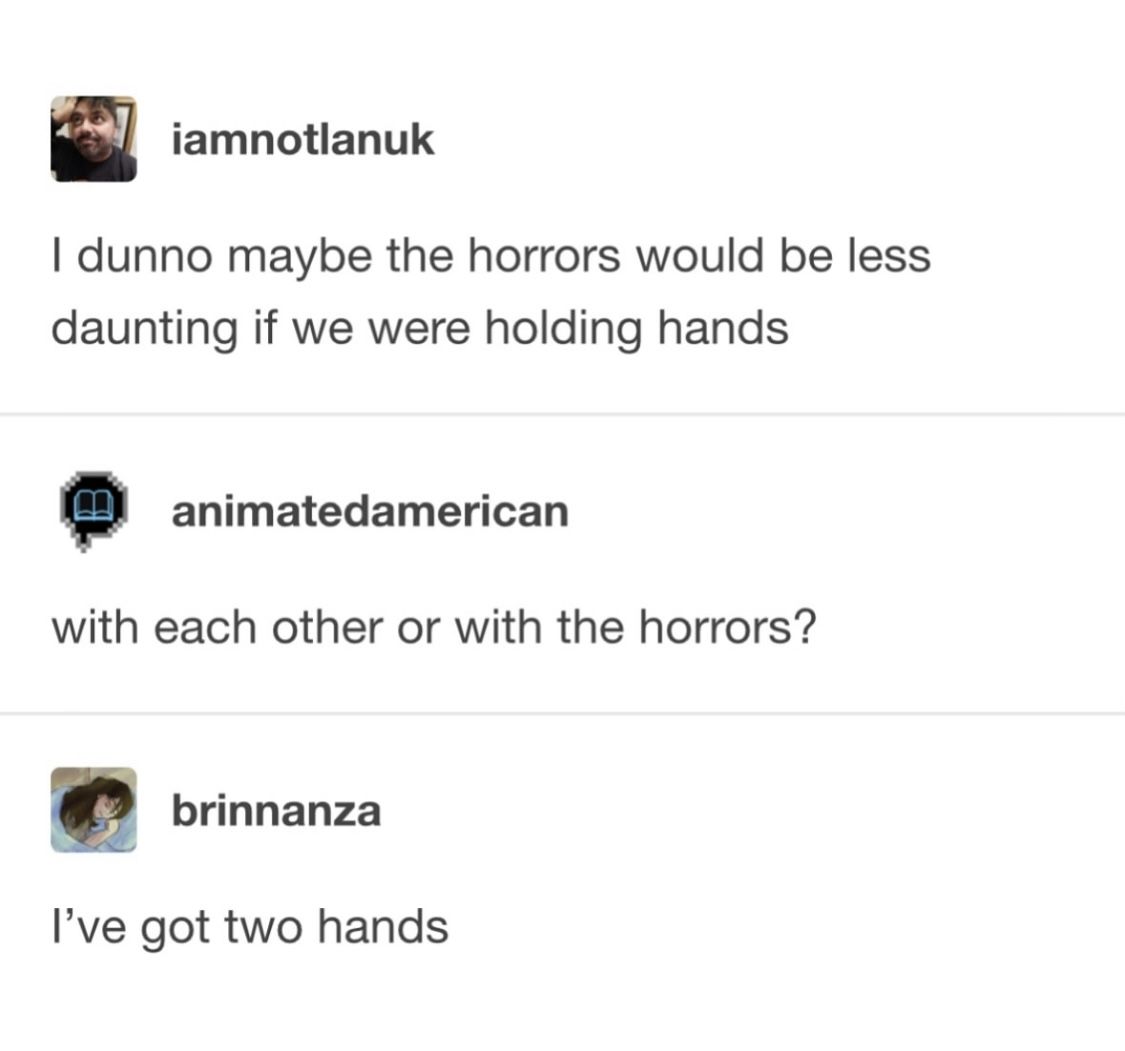 iamnotlanuk
I dunno maybe the horrors would be less
daunting if we were holding hands
animatedamerican
with each other or with the horrors?
brinnanza
I’ve got two hands